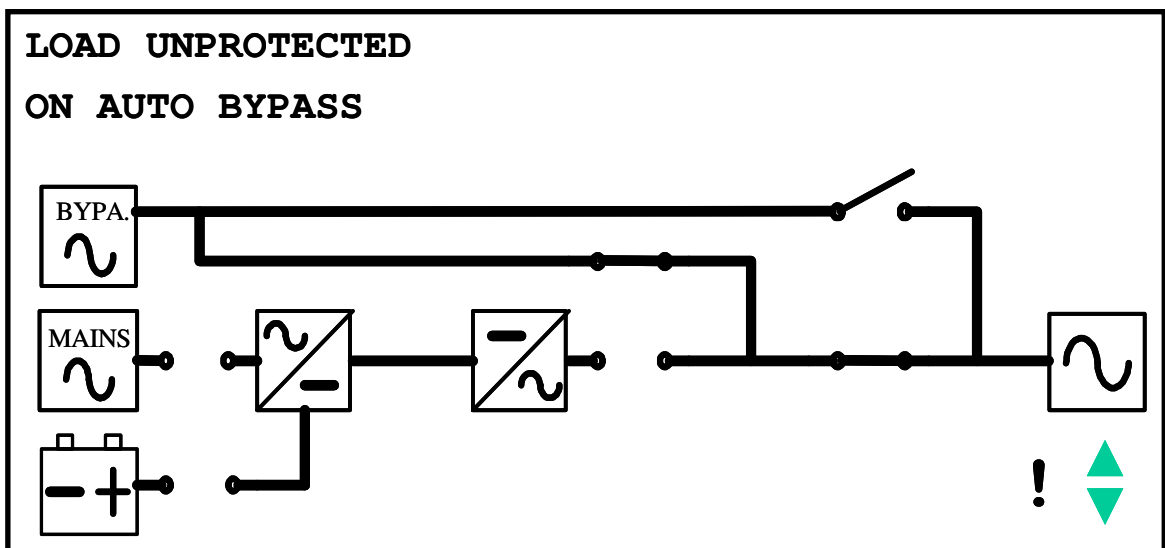 LOAD UNPROTECTED
ON AUTO BYPASS
BYPA.
MAINS
!